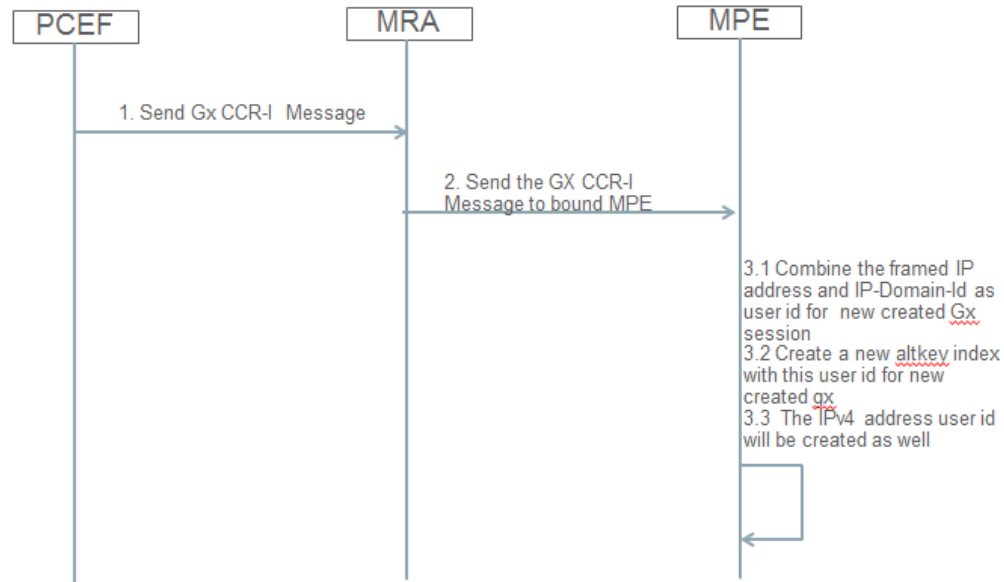 PCEF
MRA
MPE
1. Send Gx CCR-I Message
2. Send the GX CCR-I
Message to bound MPE
3.1 Combine the framed IP
address and IP-Domain-Id as
user id for new created Gx
session
3.2 Create a new altkey index
with this user id for new
created gx
3.3 The IPv4 address user id
will be created as well